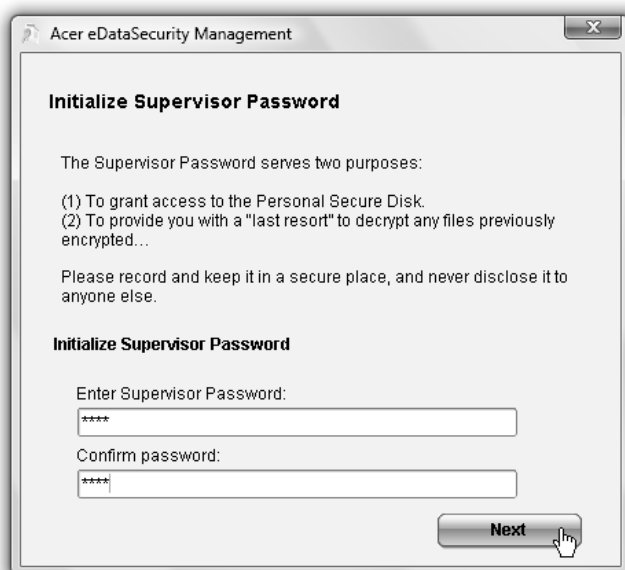 Acer eDataSecurity Management
Initialize Supervisor Password
The Supervisor Password serves two purposes:
(1) To grant access to the Personal Secure Disk.
(2) To provide you with a "last resort" to decrypt any files previously
encrypted...
Please record and keep it in a secure place, and never disclose it to
anyone else.
Initialize Supervisor Password
Enter Supervisor Password:
****
Confirm password:
****
Next